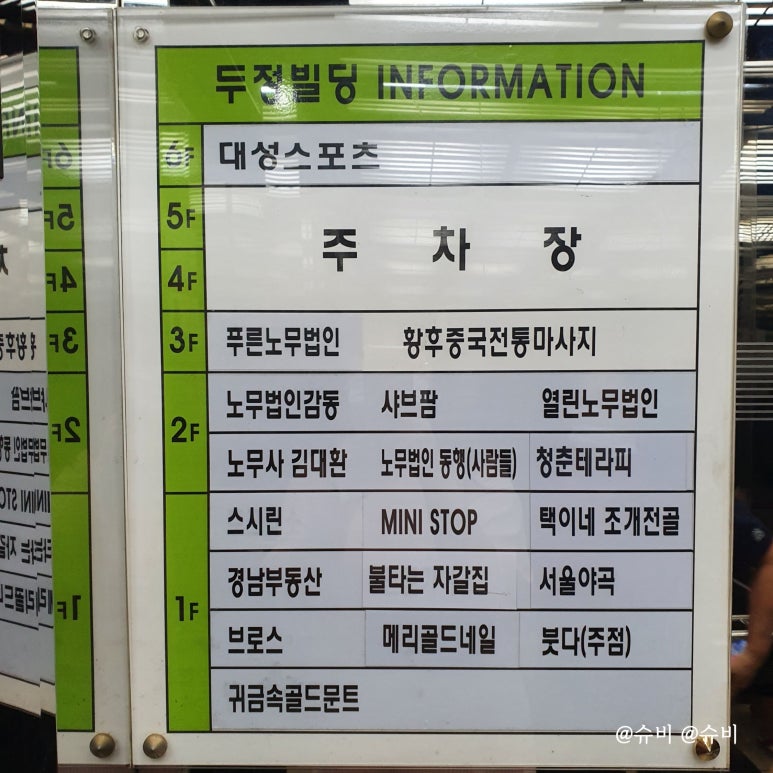 두정빌딩 INFORMATION
6F 대성스포츠
5F
주 차 장
4F
3F 푸른노무법인 황후중국전통마사지
노무법인감동 샤브팜 열린노무법인
2F
노무사 김대환 노무법인 동행(사람들) 청춘테라피
스시린 MINI STOP 택이네 조개전골
경남부동산 불타는 자갈집 서울야곡
1F
브로스 메리골드네일 붓다(주점)
귀금속골드문트
@슈비 @슈비